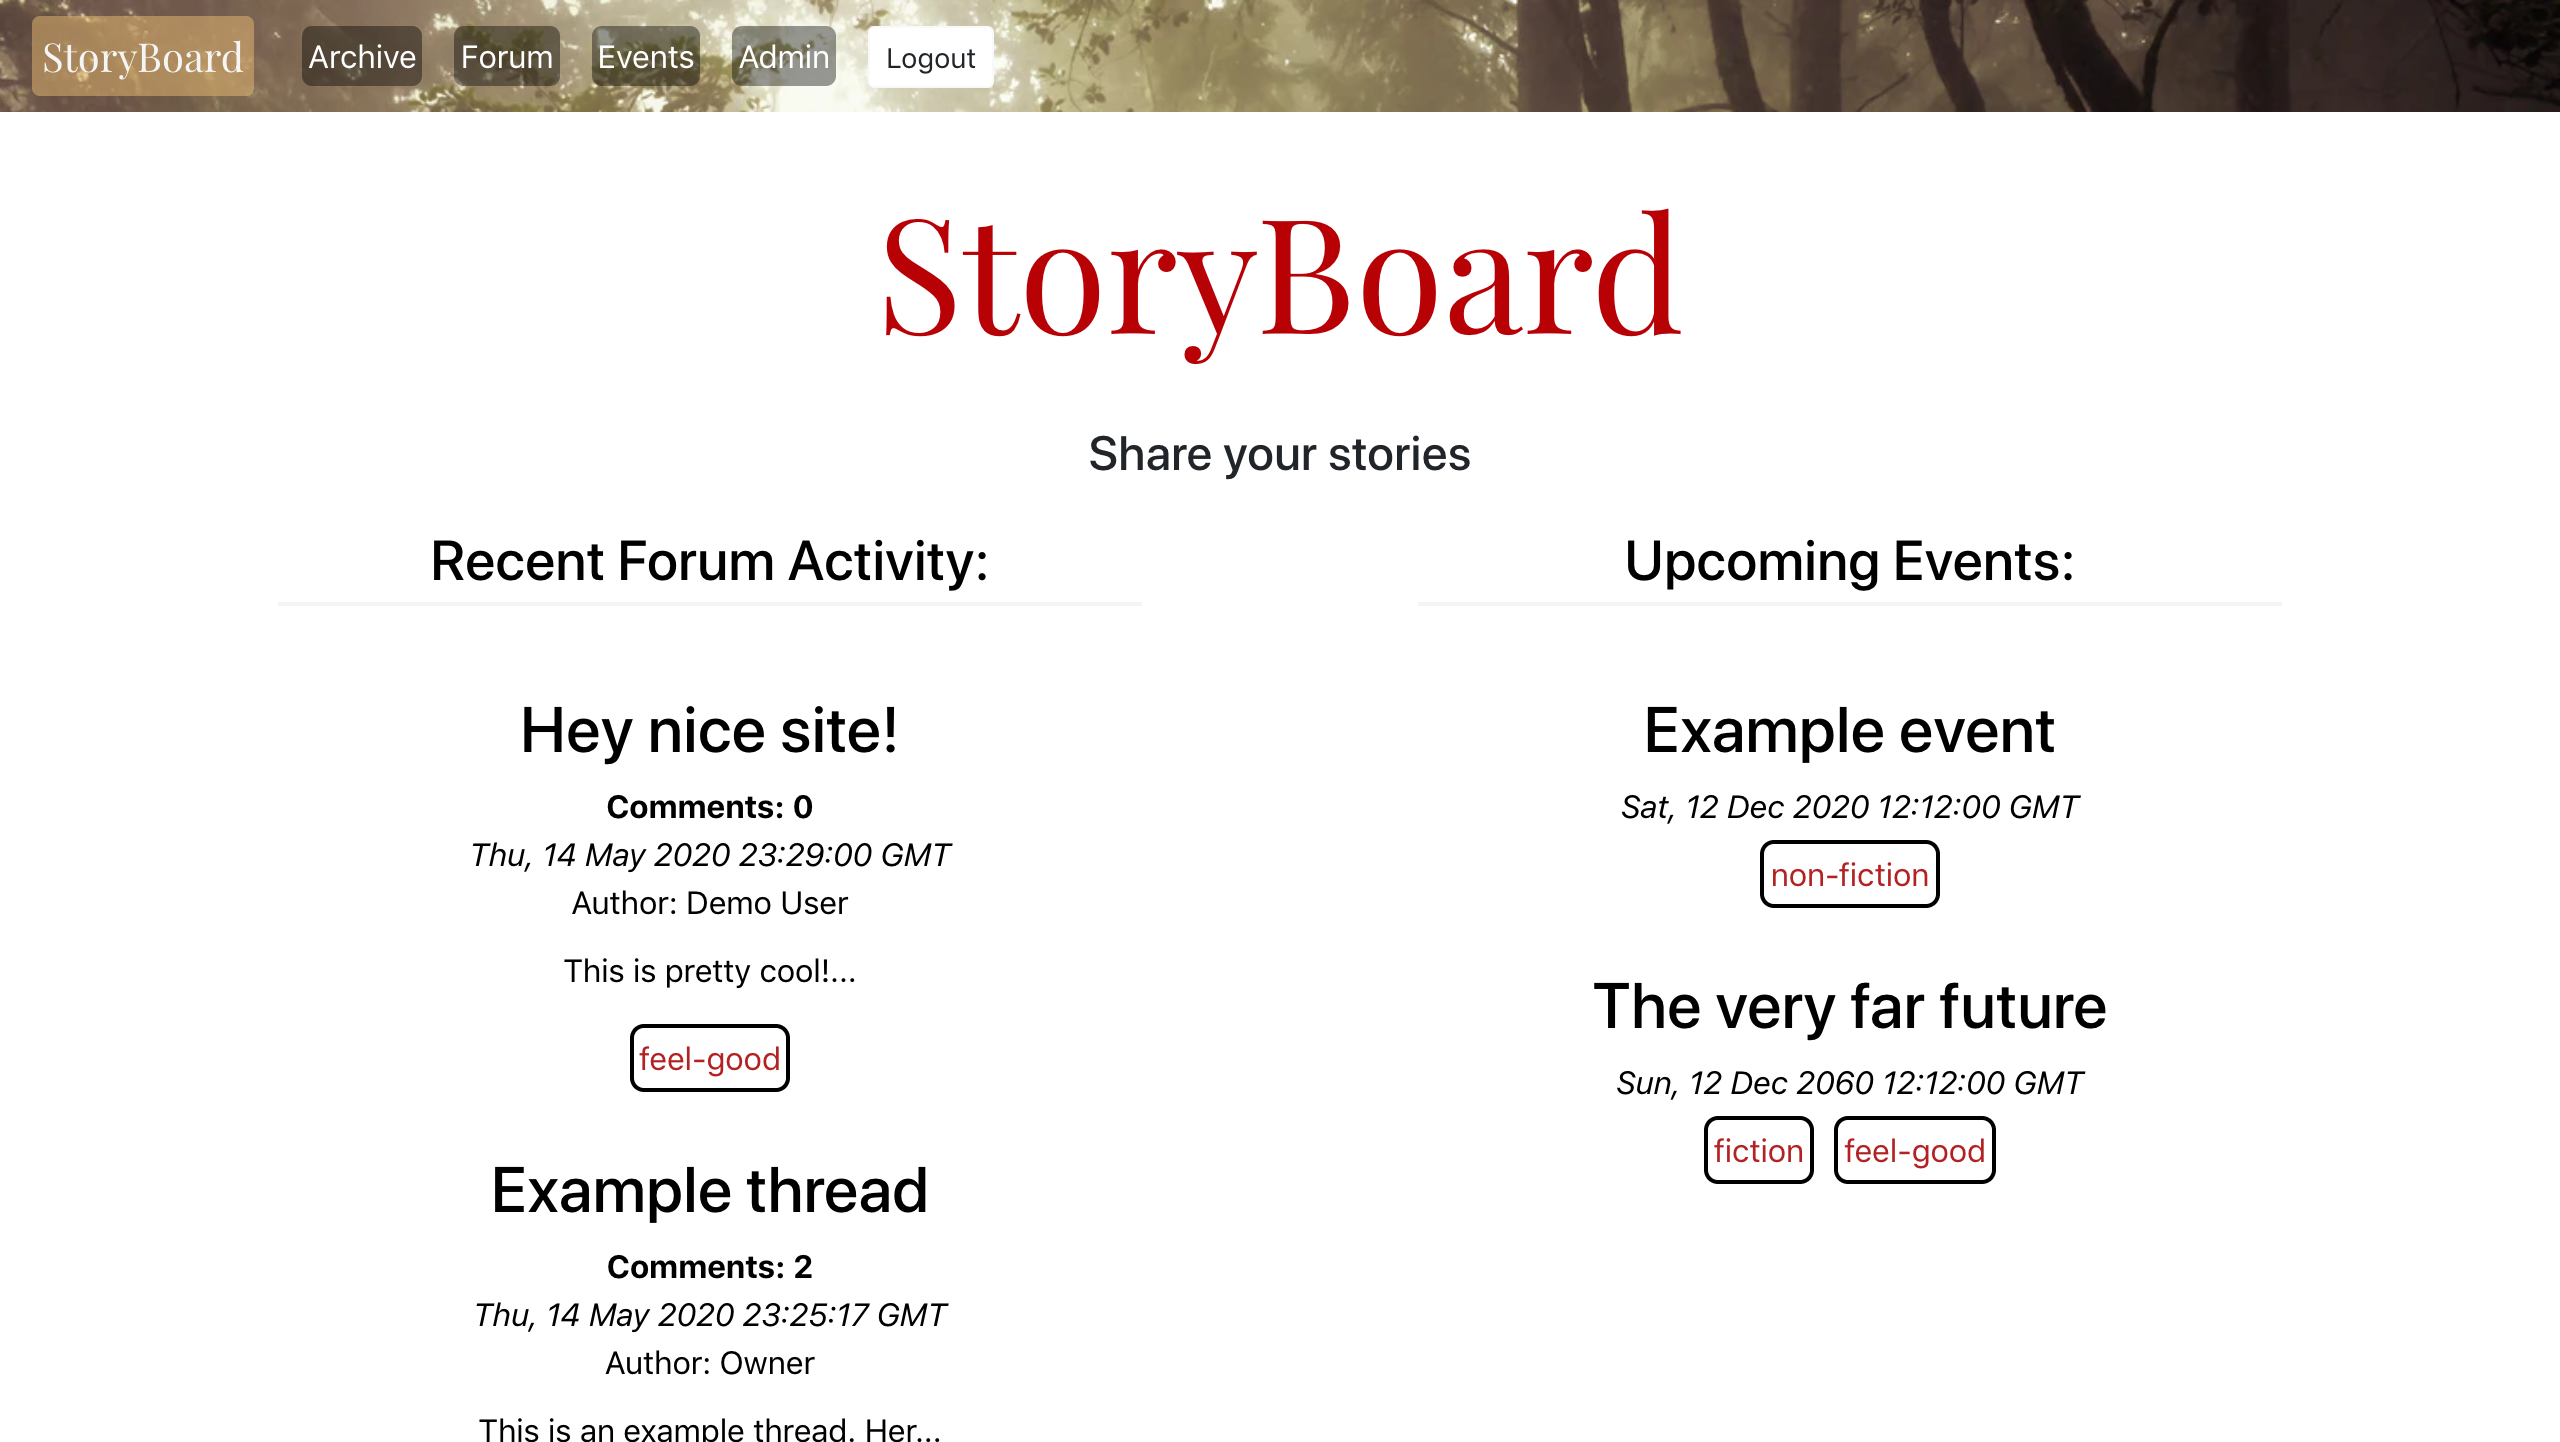 StoryBoard
Archive
Forum
Events
Admin
Logout
StoryBoard
Share your stories
Recent Forum Activity:
Hey nice site!
Comments: 0
Thu, 14 May 2020 23:29:00 GMT
Author: Demo User
This is pretty cool!...
feel-good
Example thread
Comments: 2
Thu, 14 May 2020 23:25:17 GMT
Author: Owner
This is an example thread. Her...
Upcoming Events:
Example event
Sat, 12 Dec 2020 12:12:00 GMT
non-fiction
The very far future
Sun, 12 Dec 2060 12:12:00 GMT
fiction
feel-good